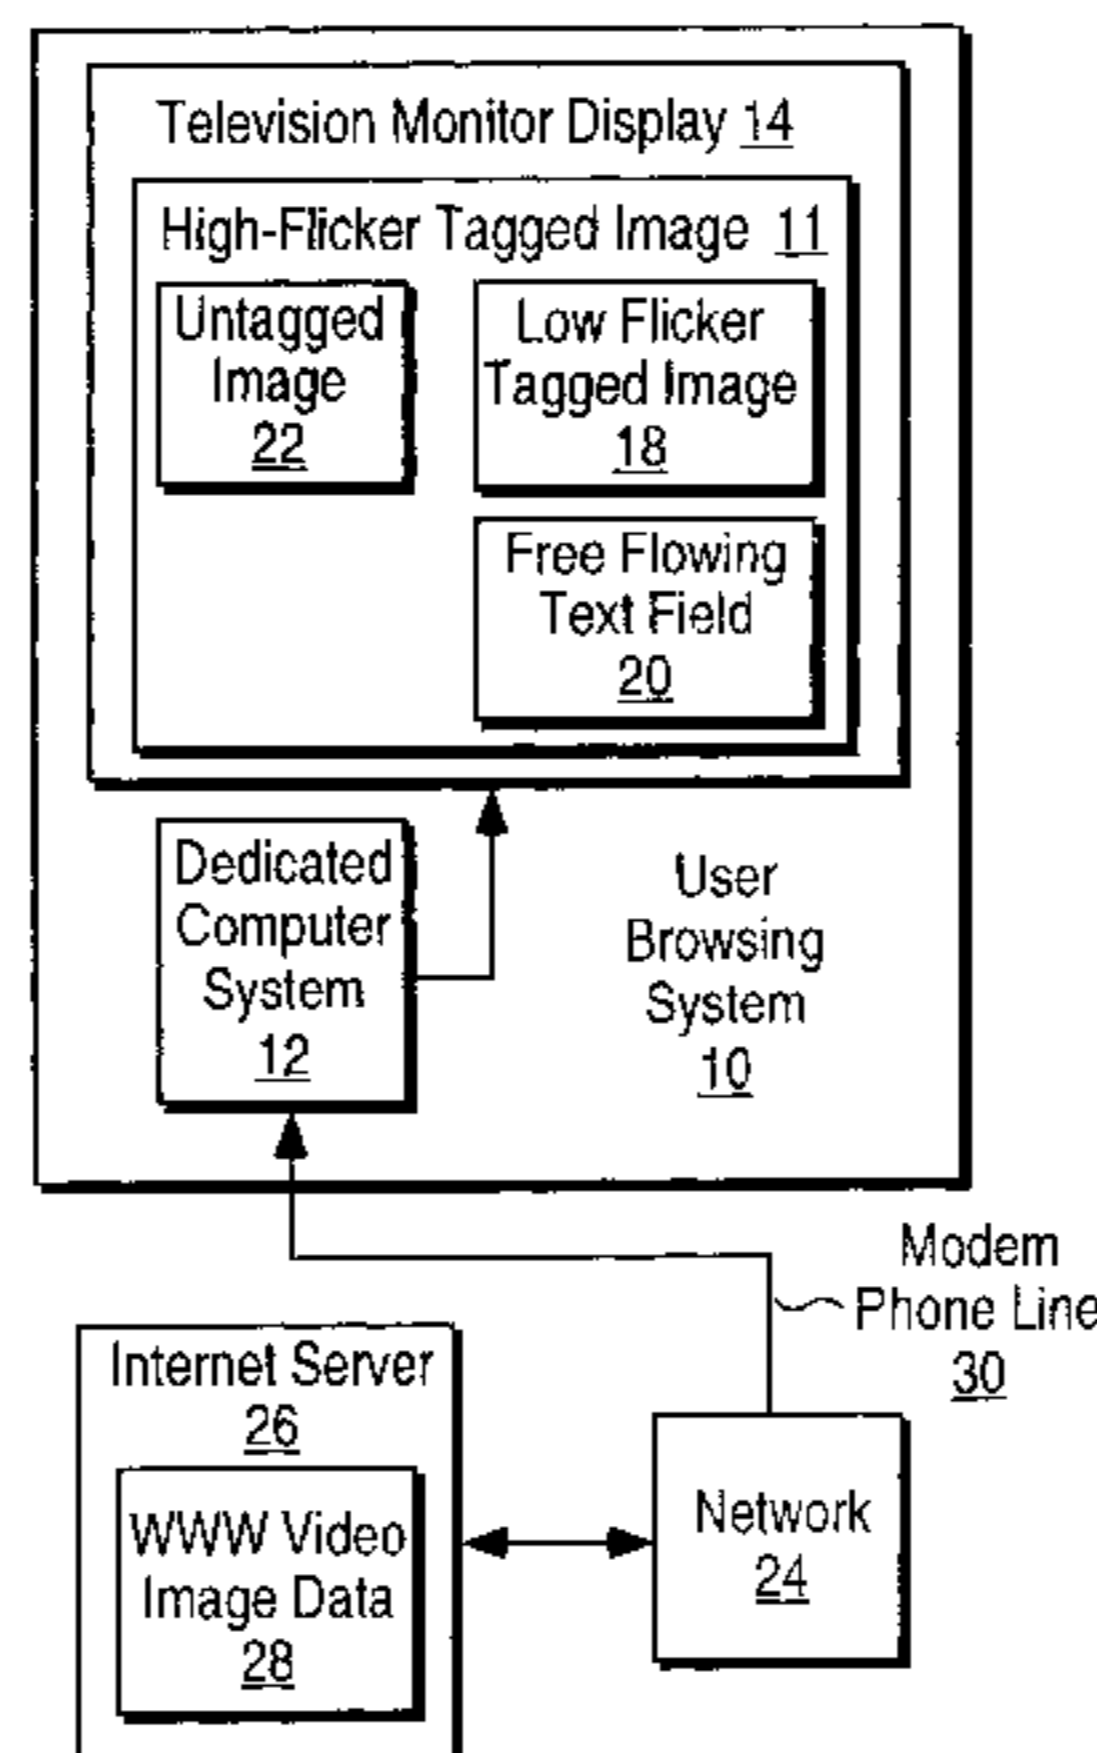 Television Monitor Display 14
High-Flicker Tagged Image 11
Untagged
Image
22
Low Flicker
Tagged Image
18
Free Flowing
Text Field
20
Dedicated
Computer
System
12
User
Browsing
System
10
Modem
Phone Line
30
Internet Server
26
WWW Video
Image Data
28
Network
24